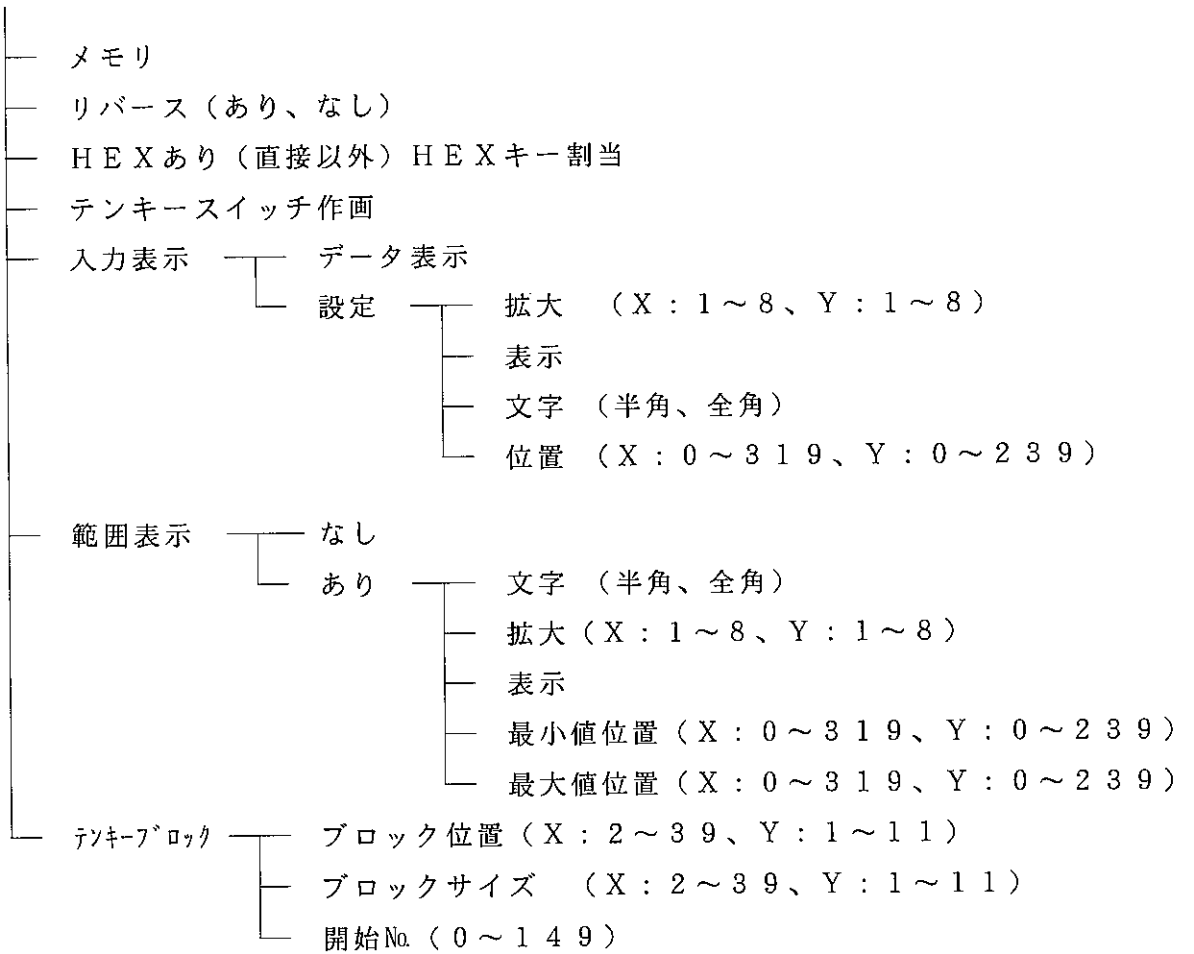 メモリ
リバース（あり、なし）
ＨＥＸあり（直接以外）ＨＥＸキー割当
テンキースイッチ作画
入力表示 データ表示
設定 拡大 （Ｘ：１～８、Ｙ：１～８）
表示
文字 （半角、全角）
位置 （Ｘ：０～３１９、Ｙ：０～２３９）
範囲表示 なし
あり 文字 （半角、全角）
拡大（Ｘ：１～８、Ｙ：１～８）
表示
最小値位置（Ｘ：０～３１９、Ｙ：０～２３９）
最大値位置（Ｘ：０～３１９、Ｙ：０～２３９）
ﾃﾝｷｰﾌﾞﾛｯｸ ブロック位置（Ｘ：２～３９、Ｙ：１～１１）
ブロックサイズ （Ｘ：２～３９、Ｙ：１～１１）
開始№（０～１４９）